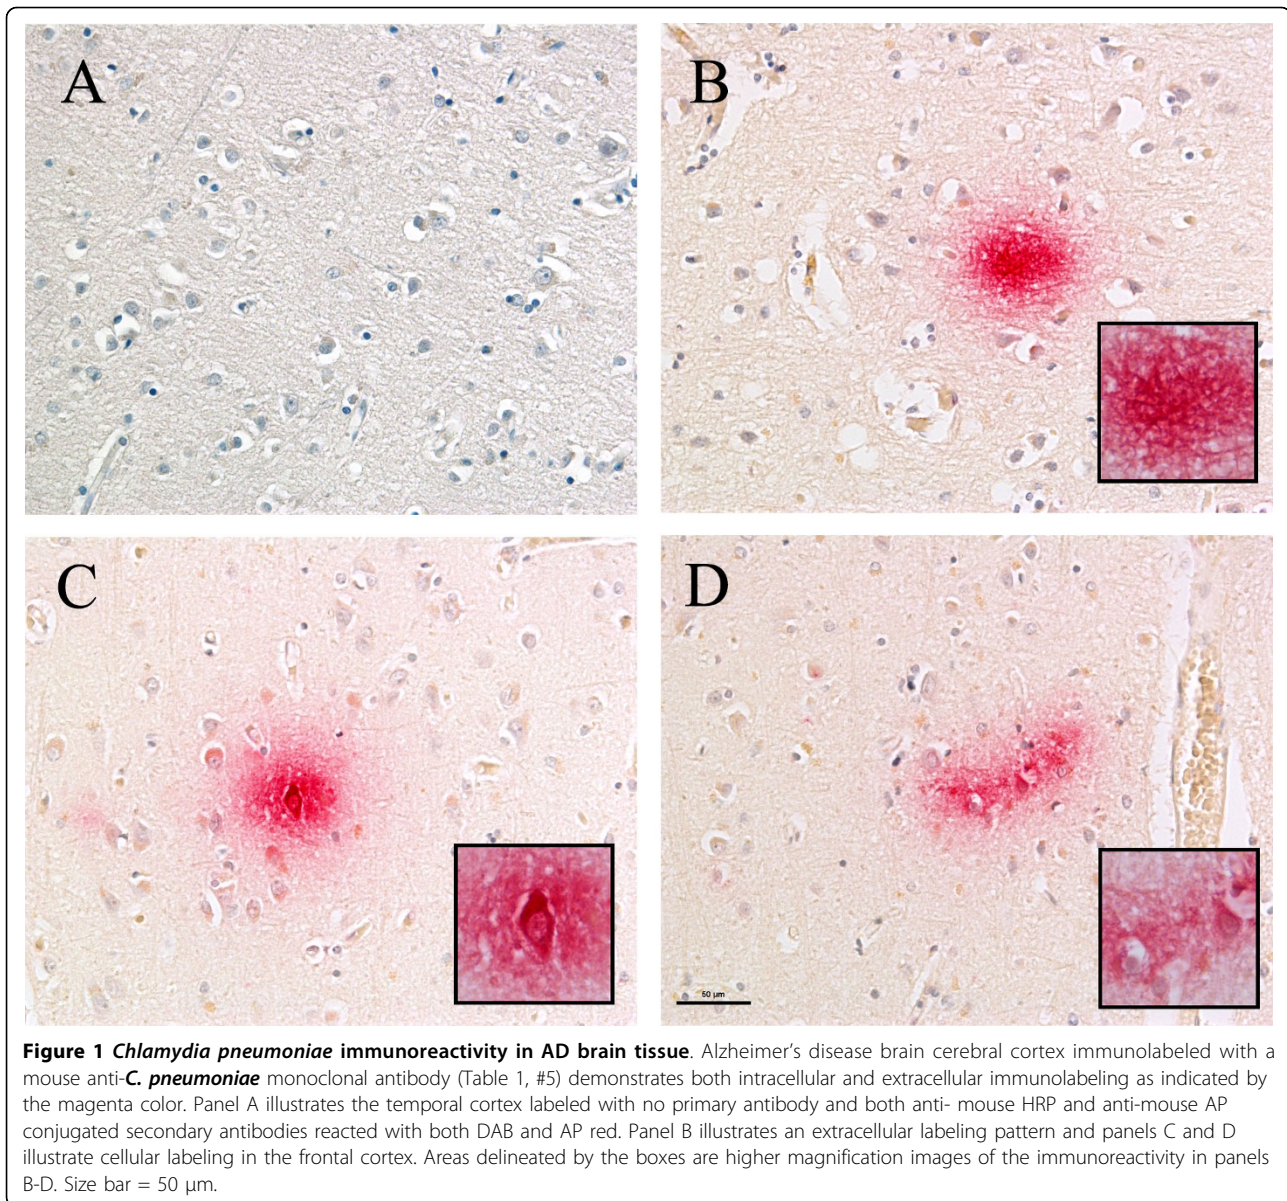 A
B
C
D
50 µm
Figure 1 Chlamydia pneumoniae immunoreactivity in AD brain tissue. Alzheimer's disease brain cerebral cortex immunolabeled with a
mouse anti-C. pneumoniae monoclonal antibody (Table 1, #5) demonstrates both intracellular and extracellular immunolabeling as indicated by
the magenta color. Panel A illustrates the temporal cortex labeled with no primary antibody and both anti- mouse HRP and anti-mouse AP
conjugated secondary antibodies reacted with both DAB and AP red. Panel B illustrates an extracellular labeling pattern and panels C and D
illustrate cellular labeling in the frontal cortex. Areas delineated by the boxes are higher magnification images of the immunoreactivity in panels
B-D. Size bar = 50 µm.